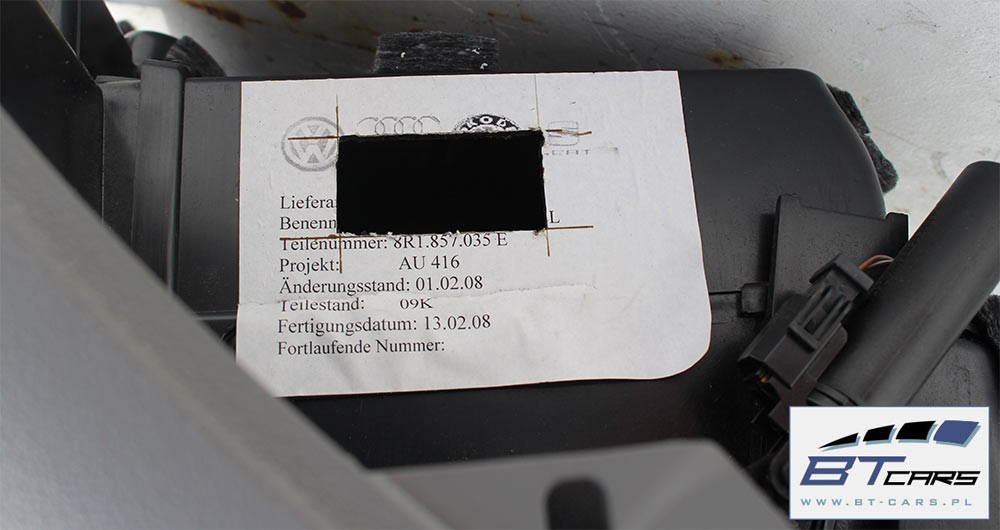 Liefera
Benenn L
Teilenummer: 8R1.857.035 E
Projekt: AU 416
Änderungsstand: 01.02.08
Teilestand: 09K
Fertigungsdatum: 13.02.08
Fortlaufende Nummer:
BT CARS
WWW.BT-CARS.PL